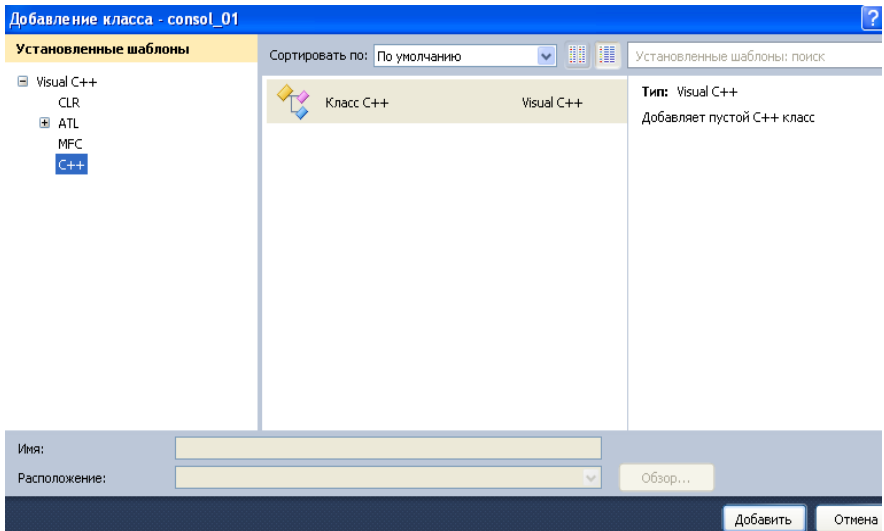 Добавление класса - consol_01
?
Установленные шаблоны
Сортировать по: По умолчанию
Установленные шаблоны: поиск
Visual C++
CLR
ATL
MFC
C++
Класс C++ Visual C++
Тип: Visual C++
Добавляет пустой C++ класс
Имя:
Расположение:
Обзор...
Добавить Отмена